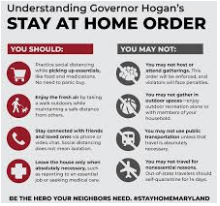 Understanding Governor Hogan's
STAY AT HOME ORDER
YOU SHOULD:
Practice social distancing
while picking up essentials,
like food and medications.
No need to panic buy.
Enjoy the fresh air by taking
a walk outdoors while
maintaining a safe distance
from others.
Stay connected with friends
and loved ones via phone or
video chat. Social distancing
does not mean isolation.
Leave the house only when
absolutely necessary, such
as reporting to an essential
job or seeking medical care.
YOU MAY NOT:
You may not host or
attend gatherings. This
order will be enforced, and
violators will face penalties.
You may not gather in
outdoor spaces—enjoy
outdoor recreation alone or
with members of your
household.
You may not use public
transportation unless that
travel is absolutely
necessary.
You may not travel for
nonessential reasons.
Out-of-state travelers should
self-quarantine for 14 days.
BE THE HERO YOUR NEIGHBORS NEED. #STAYHOMEMARYLAND